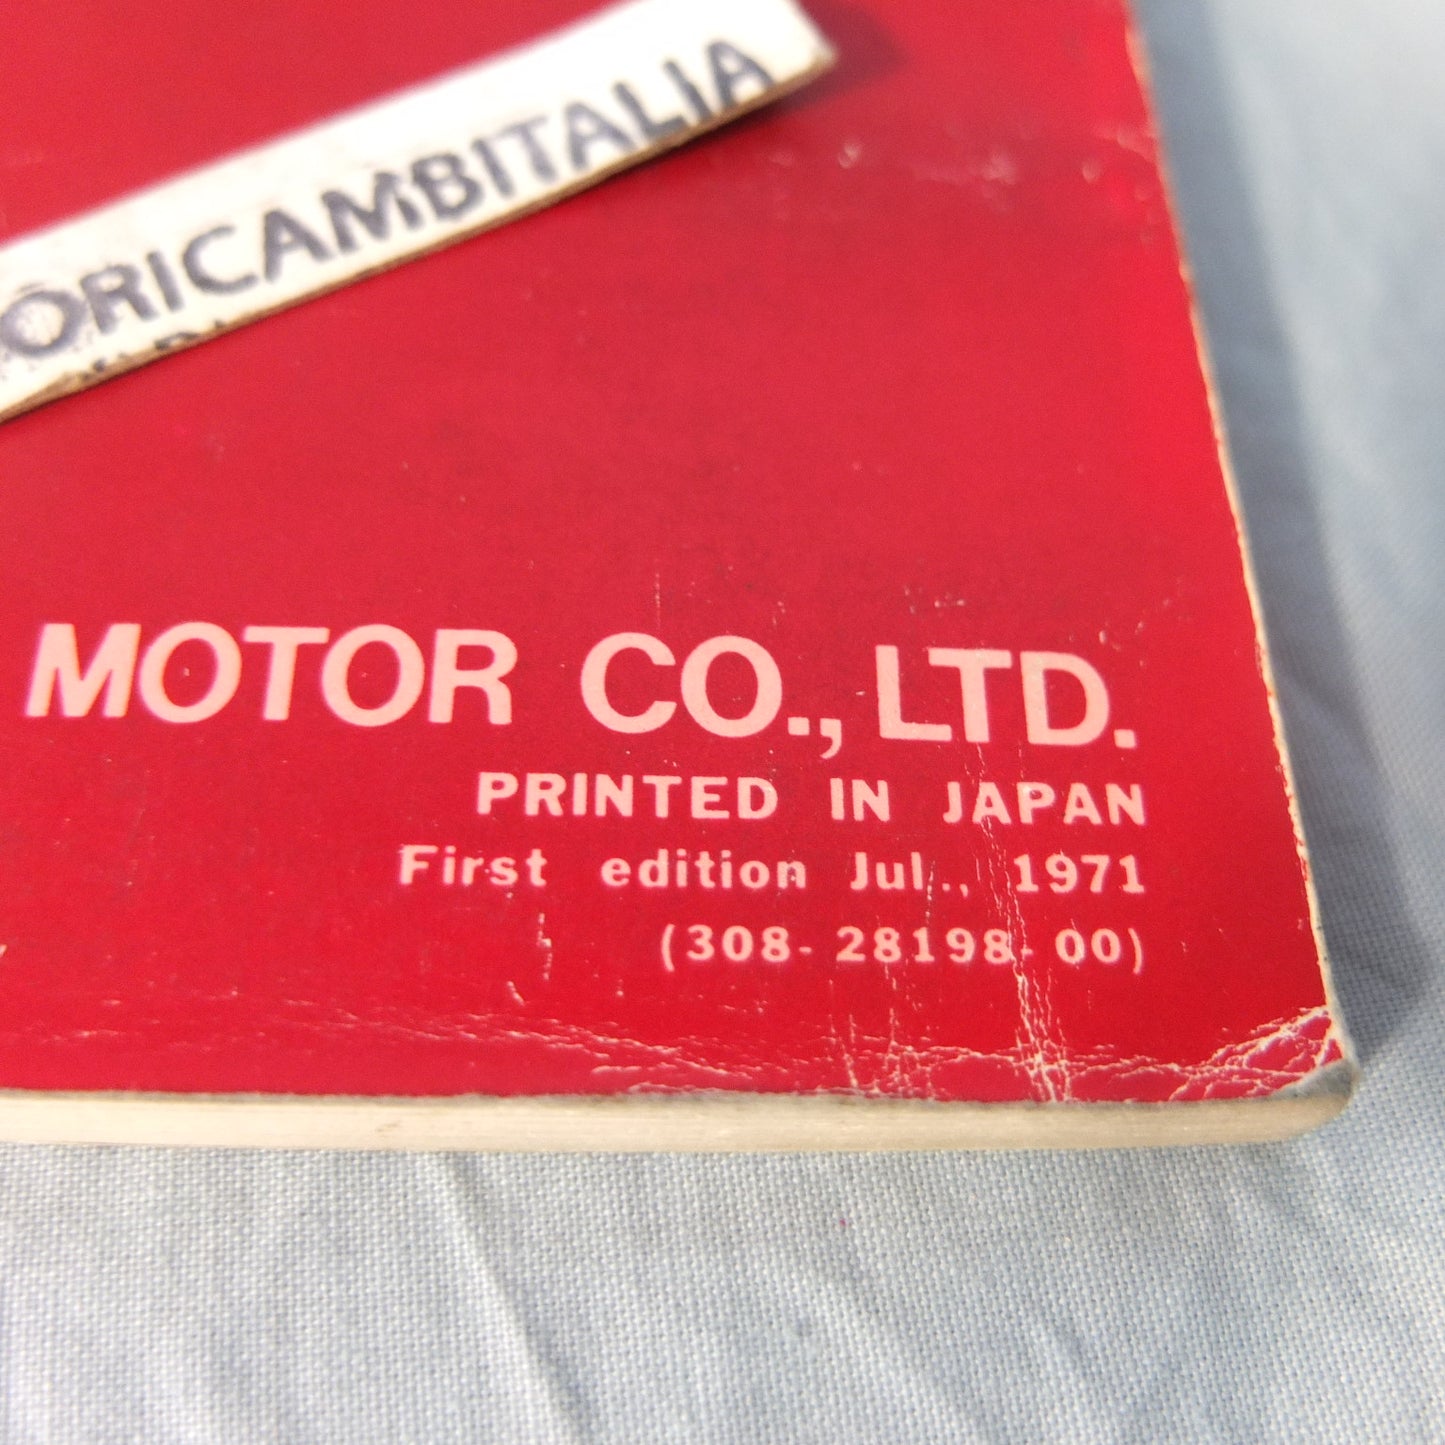 ORICAMBITALIA
MOTOR CO., LTD.
PRINTED IN JAPAN
First edition Jul., 1971
(308-28198-00)